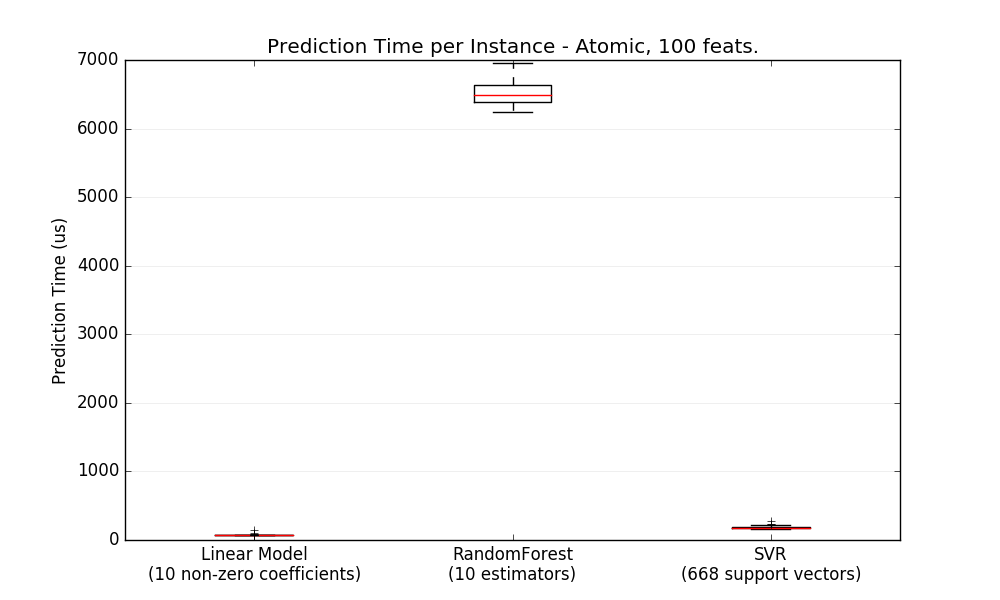 Prediction Time per Instance - Atomic, 100 feats.
Prediction Time (us)
7000
6000
5000
4000
3000
2000
1000
0
Linear Model
(10 non-zero coefficients)
RandomForest
(10 estimators)
SVR
(668 support vectors)